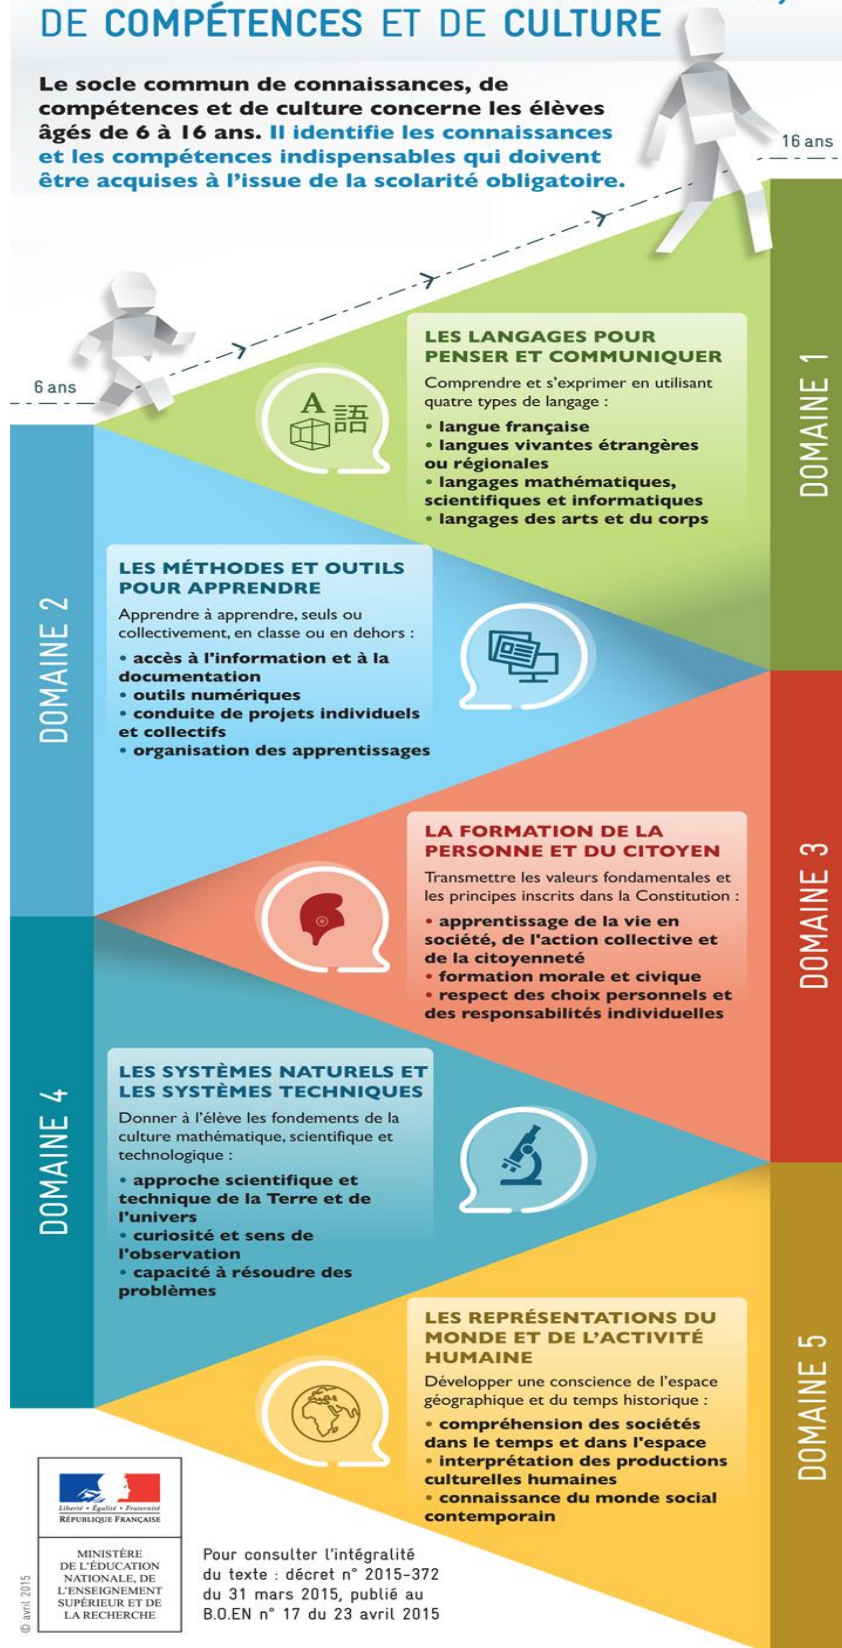 DE COMPÉTENCES ET DE CULTURE
Le socle commun de connaissances, de
compétences et de culture concerne les élèves
âgés de 6 à 16 ans. Il identifie les connaissances
et les compétences indispensables qui doivent
être acquises à l'issue de la scolarité obligatoire.
16 ans
6 ans
DOMAINE 1
LES LANGAGES POUR
PENSER ET COMMUNIQUER
Comprendre et s'exprimer en utilisant
quatre types de langage :
• langue française
• langues vivantes étrangères
ou régionales
• langages mathématiques,
scientifiques et informatiques
• langages des arts et du corps
A 語
DOMAINE 2
LES MÉTHODES ET OUTILS
POUR APPRENDRE
Apprendre à apprendre, seuls ou
collectivement, en classe ou en dehors :
• accès à l'information et à la
documentation
• outils numériques
• conduite de projets individuels
et collectifs
• organisation des apprentissages
DOMAINE 3
LA FORMATION DE LA
PERSONNE ET DU CITOYEN
Transmettre les valeurs fondamentales et
les principes inscrits dans la Constitution :
• apprentissage de la vie en
société, de l'action collective et
de la citoyenneté
• formation morale et civique
• respect des choix personnels et
des responsabilités individuelles
DOMAINE 4
LES SYSTÈMES NATURELS ET
LES SYSTÈMES TECHNIQUES
Donner à l'élève les fondements de la
culture mathématique, scientifique et
technologique :
• approche scientifique et
technique de la Terre et de
l'univers
• curiosité et sens de
l'observation
• capacité à résoudre des
problèmes
DOMAINE 5
LES REPRÉSENTATIONS DU
MONDE ET DE L'ACTIVITÉ
HUMAINE
Développer une conscience de l'espace
géographique et du temps historique :
• compréhension des sociétés
dans le temps et dans l'espace
• interprétation des productions
culturelles humaines
• connaissance du monde social
contemporain
Liberté • Égalité • Fraternité
RÉPUBLIQUE FRANÇAISE
MINISTÈRE
DE L'ÉDUCATION
NATIONALE, DE
L'ENSEIGNEMENT
SUPÉRIEUR ET DE
LA RECHERCHE
© avril 2015
Pour consulter l'intégralité
du texte : décret n° 2015-372
du 31 mars 2015, publié au
B.O.EN n° 17 du 23 avril 2015